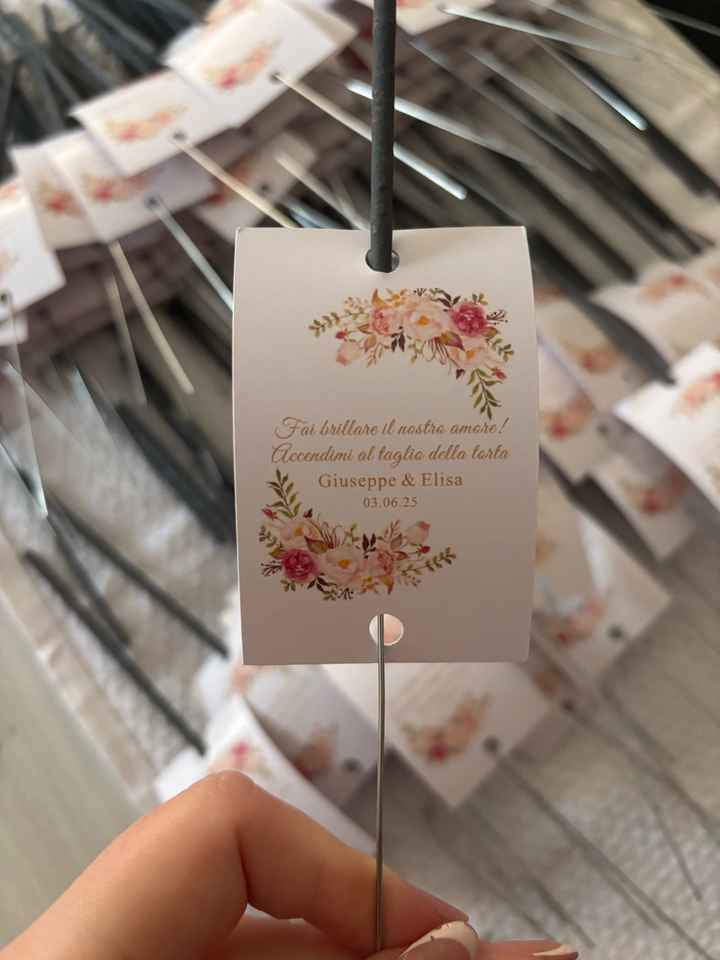 Fai brillare il nostro amore!
Accendimi al taglio della torta
Giuseppe & Elisa
03.06.25